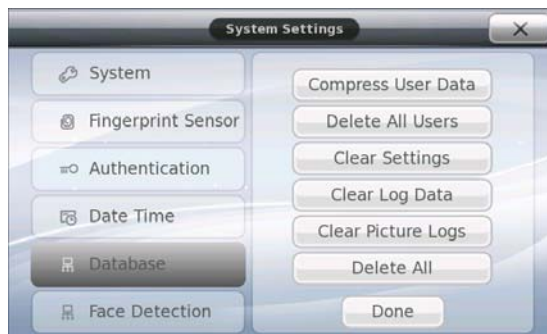 System Settings
System
Fingerprint Sensor
Authentication
Date Time
Database
Face Detection
Compress User Data
Delete All Users
Clear Settings
Clear Log Data
Clear Picture Logs
Delete All
Done